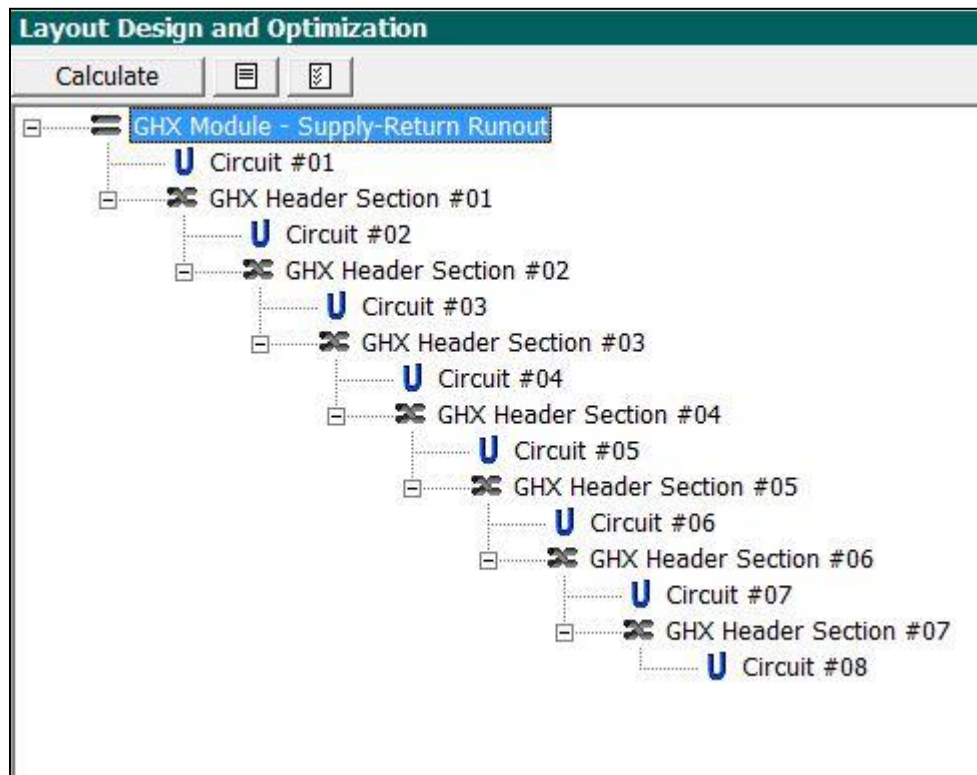 Layout Design and Optimization
Calculate
GHX Module - Supply-Return Runout
Circuit #01
GHX Header Section #01
Circuit #02
GHX Header Section #02
Circuit #03
GHX Header Section #03
Circuit #04
GHX Header Section #04
Circuit #05
GHX Header Section #05
Circuit #06
GHX Header Section #06
Circuit #07
GHX Header Section #07
Circuit #08